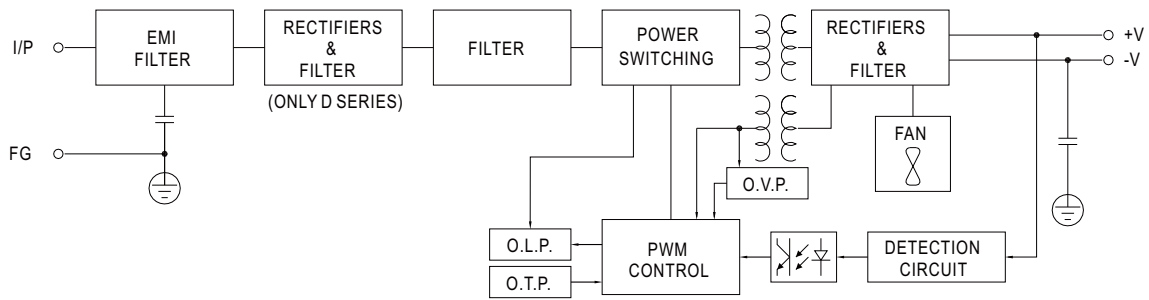 I/P
EMI
FILTER
RECTIFIERS
&
FILTER
(ONLY D SERIES)
FILTER
POWER
SWITCHING
RECTIFIERS
&
FILTER
+V
-V
FG
FAN
O.V.P.
O.L.P.
O.T.P.
PWM
CONTROL
DETECTION
CIRCUIT